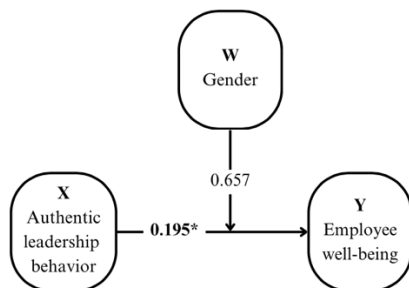 W
Gender
0.657
X
Authentic
leadership
behavior
0.195*
Y
Employee
well-being